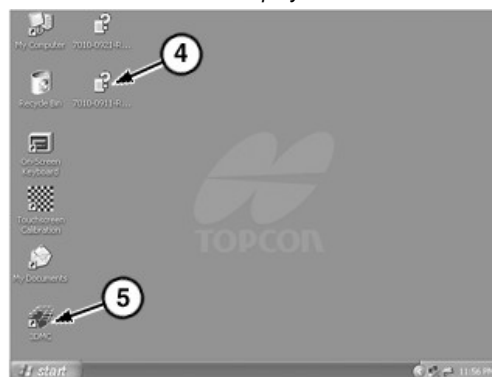 My Computer 7010-0921-R...
4
Recycle Bin 7010-0911-R...
On-Screen
Keyboard
Touchscreen
Calibration
TOPCON
My Documents
5
3DMC
start 11:56 PM